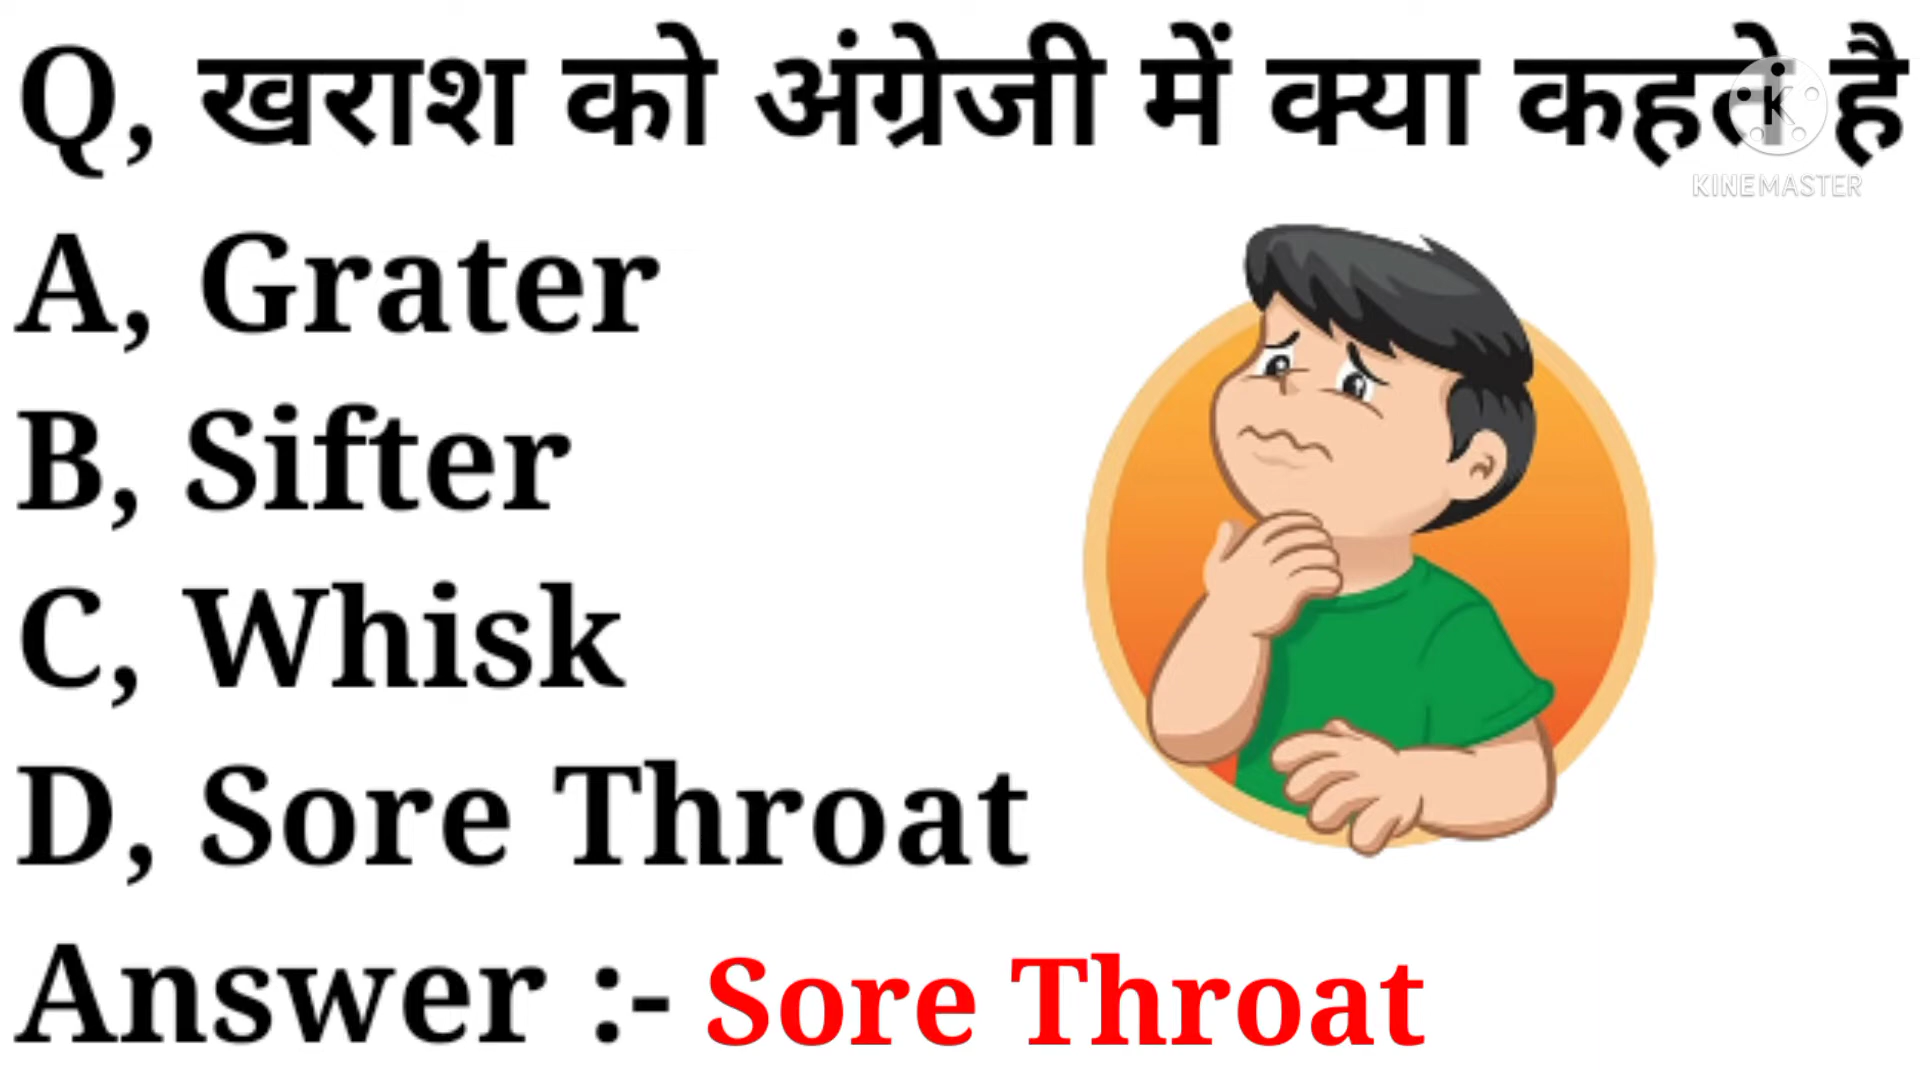 Q, खराश को अंग्रेजी में क्या कहते है
KINEMASTER
A, Grater
B, Sifter
C, Whisk
D, Sore Throat
Answer :- Sore Throat